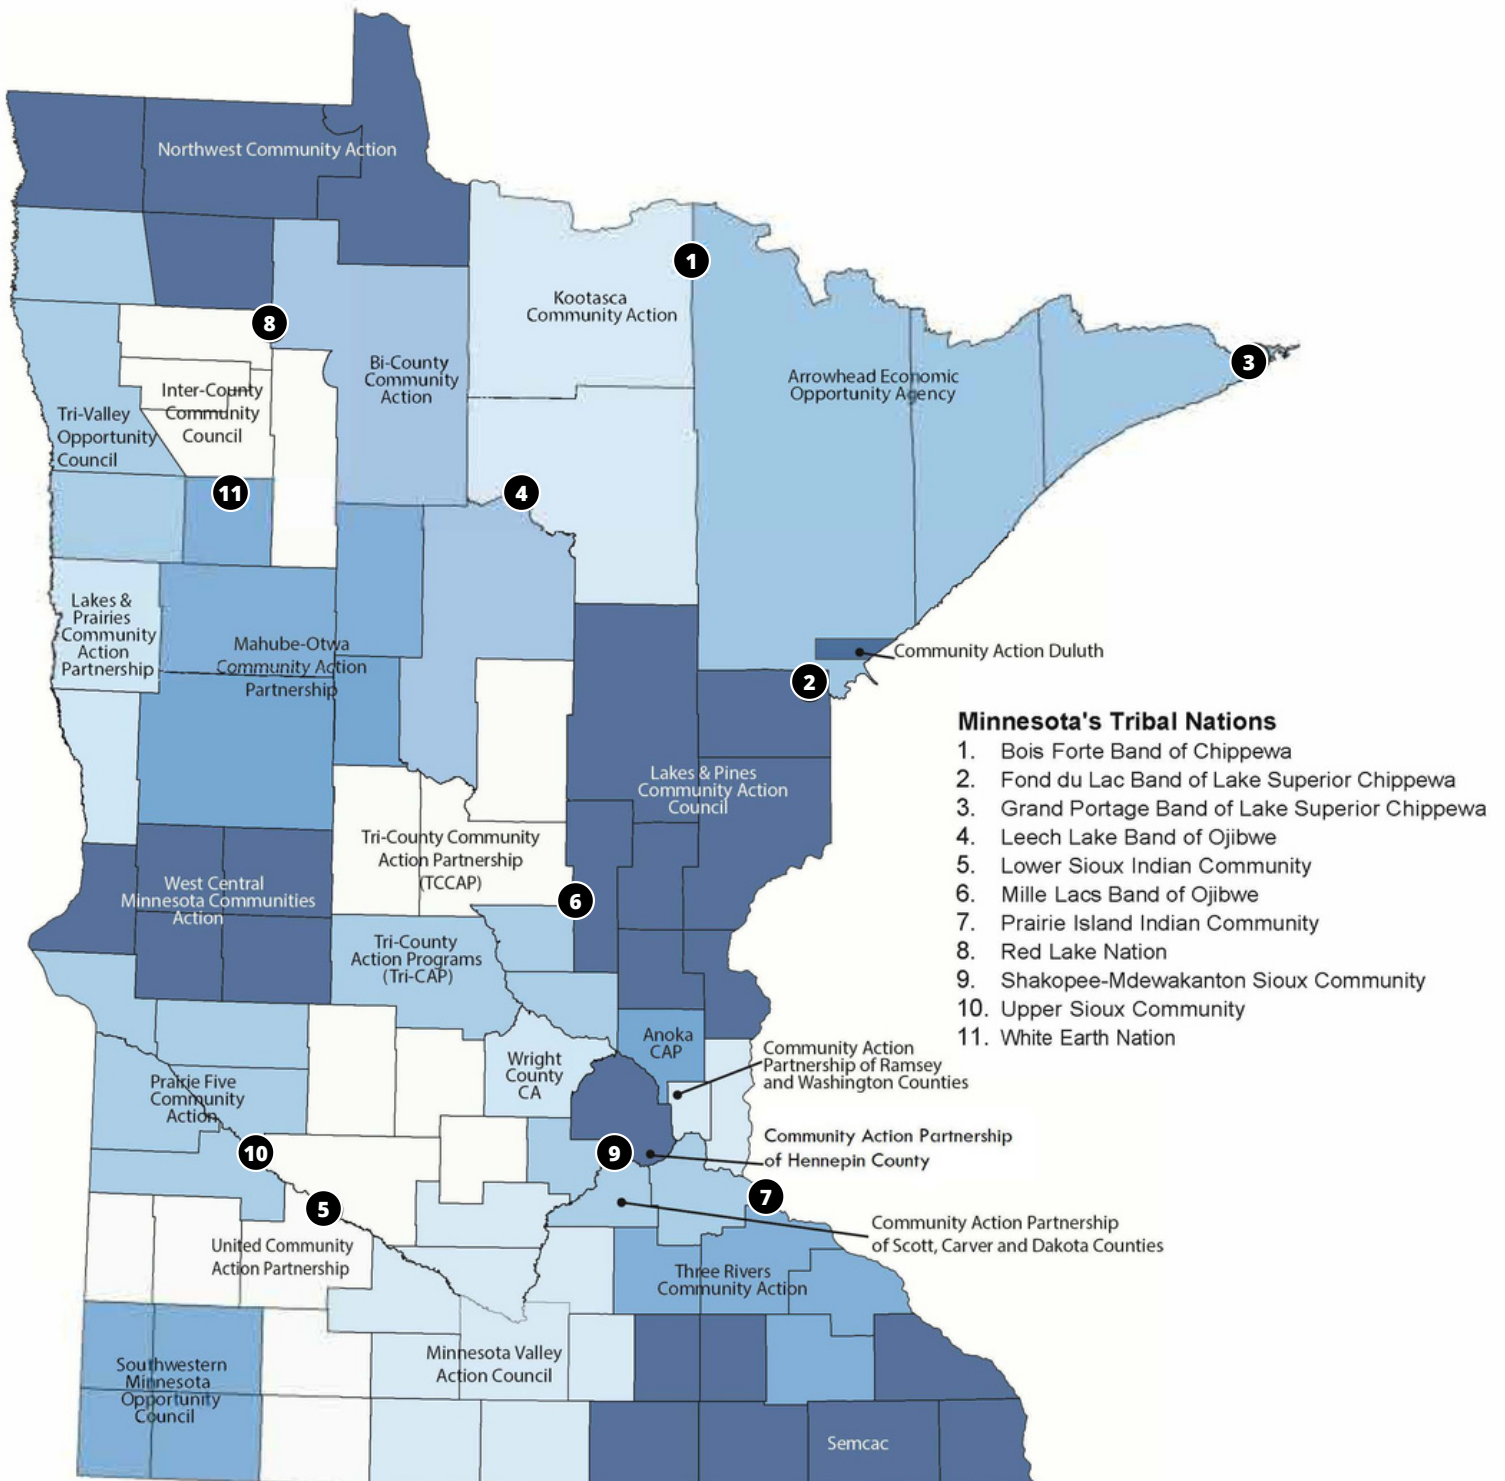 Northwest Community Action
1
Kootasca
Community Action
8
3
Bi-County
Community
Action
Arrowhead Economic
Opportunity Agency
Inter-County
Community
Council
Tri-Valley
Opportunity
Council
11
4
Lakes &
Prairies
Community
Action
Partnership
Mahube-Otwa
Community Action
Partnership
Community Action Duluth
2
Minnesota's Tribal Nations
1. Bois Forte Band of Chippewa
2. Fond du Lac Band of Lake Superior Chippewa
3. Grand Portage Band of Lake Superior Chippewa
4. Leech Lake Band of Ojibwe
5. Lower Sioux Indian Community
6. Mille Lacs Band of Ojibwe
7. Prairie Island Indian Community
8. Red Lake Nation
9. Shakopee-Mdewakanton Sioux Community
10. Upper Sioux Community
11. White Earth Nation
Lakes & Pines
Community Action
Council
Tri-County Community
Action Partnership
(TCCAP)
West Central
Minnesota Communities
Action
6
Tri-County
Action Programs
(Tri-CAP)
Anoka
CAP
Wright
County
CA
Community Action
Partnership of Ramsey
and Washington Counties
Prairie Five
Community
Action
Community Action Partnership
of Hennepin County
10
9
7
5
Community Action Partnership
of Scott, Carver and Dakota Counties
United Community
Action Partnership
Three Rivers
Community Action
Minnesota Valley
Action Council
Southwestern
Minnesota
Opportunity
Council
Semcac